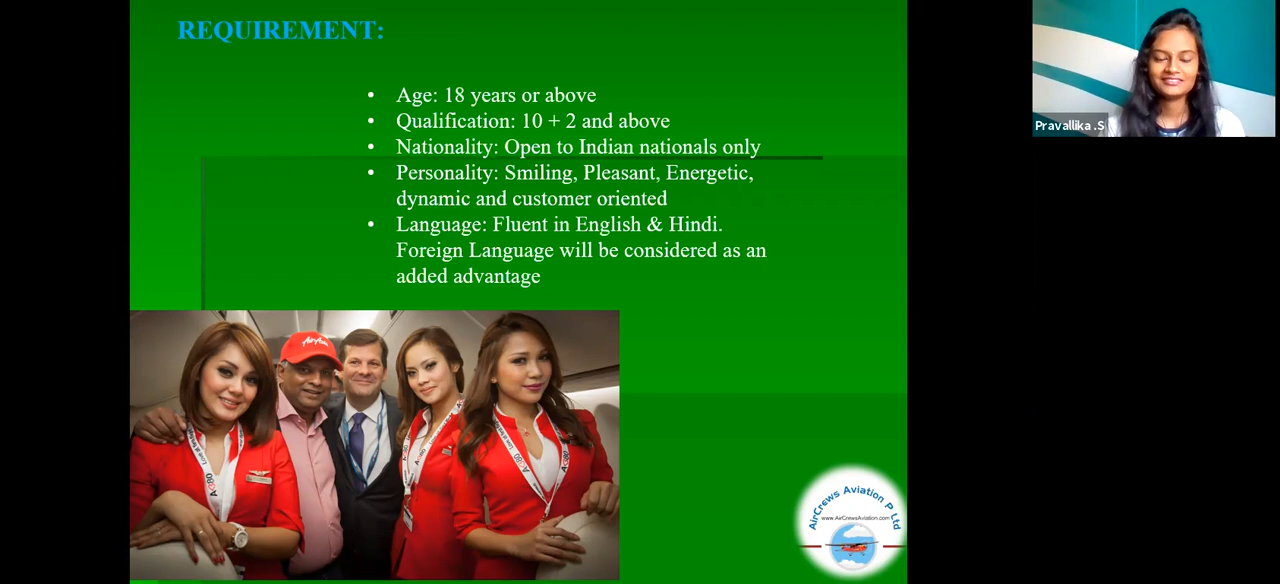 REQUIREMENT:
• Age: 18 years or above
• Qualification: 10 + 2 and above
• Nationality: Open to Indian nationals only
• Personality: Smiling, Pleasant, Energetic,
dynamic and customer oriented
• Language: Fluent in English & Hindi.
Foreign Language will be considered as an
added advantage
Pravallika .S
AirAsia
AirCrews Aviation P Ltd
www.AirCrewsAviation.com